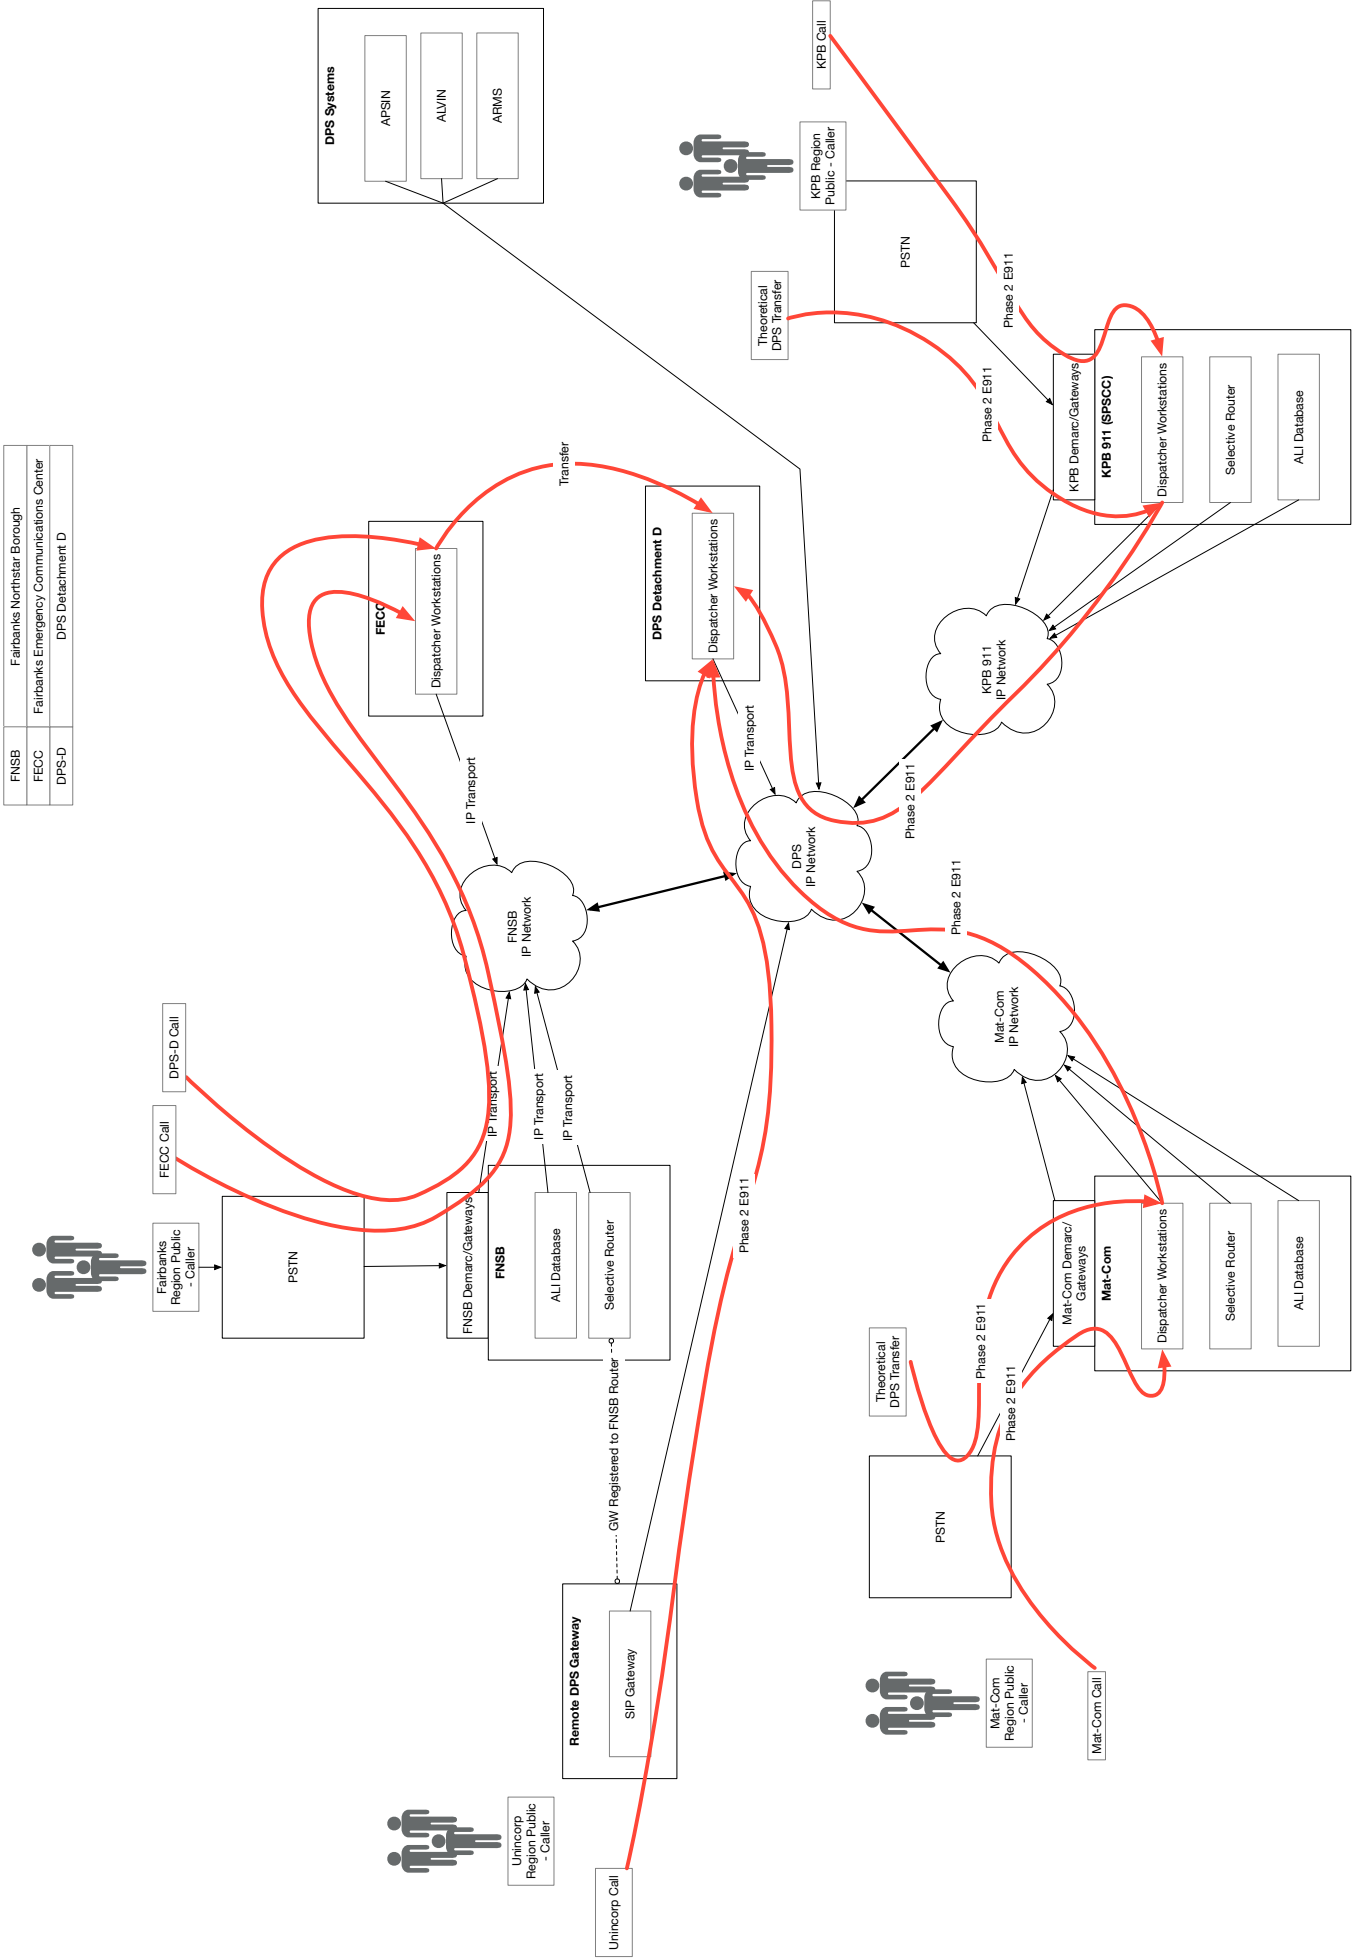 FNSB
Fairbanks Northstar Borough
FECC
Fairbanks Emergency Communications Center
DPS-D
DPS Detachment D
Fairbanks
Region Public
- Caller
FECC Call
DPS-D Call
PSTN
FNSB Demarc/Gateways
FNSB
ALI Database
Selective Router
IP Transport
IP Transport
IP Transport
FNSB
IP Network
IP Transport
FECC
Dispatcher Workstations
Transfer
DPS Systems
APSIN
ALVIN
ARMS
Unincorp
Region Public
- Caller
Unincorp Call
Remote DPS Gateway
SIP Gateway
GW Registered to FNSB Router
Phase 2 E911
DPS Detachment D
Dispatcher Workstations
IP Transport
DPS
IP Network
Mat-Com
Region Public
- Caller
Mat-Com Call
PSTN
Theoretical
DPS Transfer
Phase 2 E911
Phase 2 E911
Mat-Com Demarc/
Gateways
Mat-Com
Dispatcher Workstations
Selective Router
ALI Database
Mat-Com
IP Network
Phase 2 E911
Phase 2 E911
KPB 911
IP Network
KPB Demarc/Gateways
KPB 911 (SPSCC)
Dispatcher Workstations
Selective Router
ALI Database
Theoretical
DPS Transfer
Phase 2 E911
Phase 2 E911
PSTN
KPB Region
Public - Caller
KPB Call